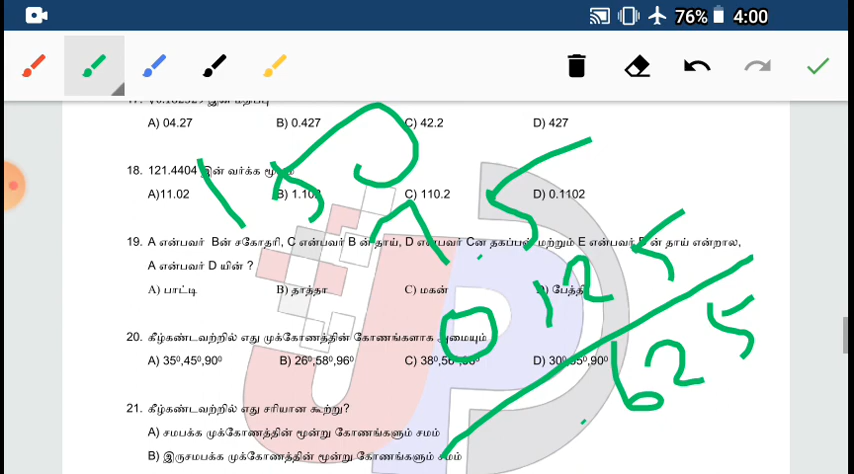 76% 4:00
A) 04.27 B) 0.427 C) 42.2 D) 427
18. 121.4404 இன் வர்க்க
A)11.02 B) 1.102 C) 110.2 D) 0.1102
19. A என்பவர் Bன் சகோதரி, C என்பவர் B ன் தாய், D என்பவர் Cன தகப்பன் மற்றும் E என்பவர் ன் தாய் என்றால,
A என்பவர் D யின் ?
A) பாட்டி B) தாத்தா C) மகன் D) பேத்தி
20. கீழ்கண்டவற்றில் எது முக்கோணத்தின் கோணங்களாக அமையும்
A) 35⁰,45⁰,90⁰ B) 26⁰,58⁰,96⁰ C) 38⁰,56⁰, D) 30⁰, 90⁰
21. கீழ்கண்டவற்றில் எது சரியான கூற்று?
A) சமபக்க முக்கோணத்தின் மூன்று கோணங்களும் சமம்
B) இருசமபக்க முக்கோணத்தின் மூன்று கோணங்களும் சமம்
625